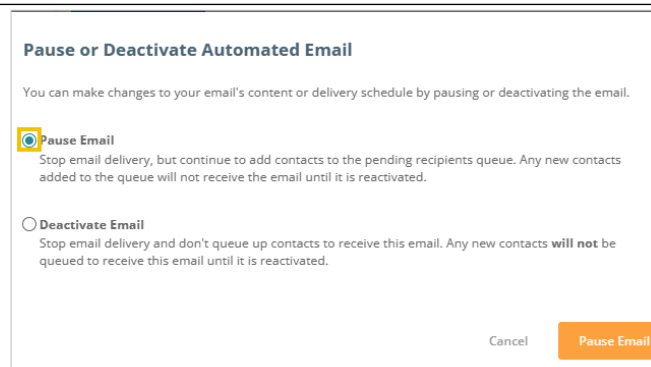 Pause or Deactivate Automated Email
You can make changes to your email's content or delivery schedule by pausing or deactivating the email.
Pause Email
Stop email delivery, but continue to add contacts to the pending recipients queue. Any new contacts
added to the queue will not receive the email until it is reactivated.
Deactivate Email
Stop email delivery and don't queue up contacts to receive this email. Any new contacts will not be
queued to receive this email until it is reactivated.
Cancel Pause Email